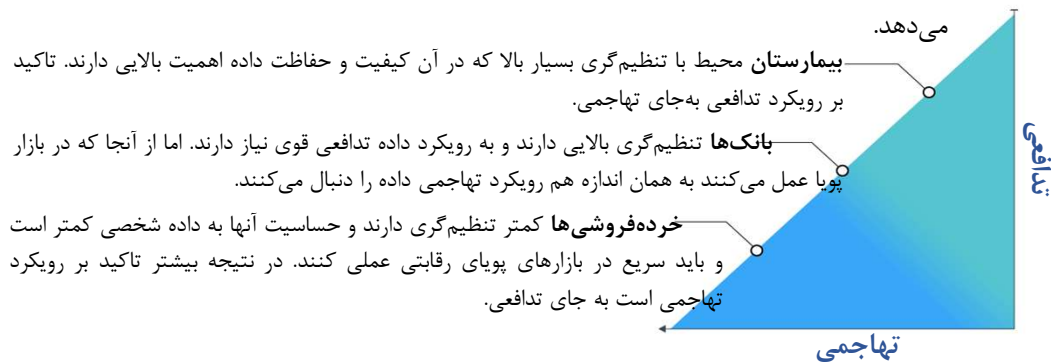 می‌دهد.
بیمارستان محیط با تنظیم‌گری بسیار بالا که در آن کیفیت و حفاظت داده اهمیت بالایی دارند. تاکید
بر رویکرد تدافعی به‌جای تهاجمی.
بانک‌ها تنظیم‌گری بالایی دارند و به رویکرد داده تدافعی قوی نیاز دارند. اما از آنجا که در بازار
پویا عمل می‌کنند به همان اندازه هم رویکرد تهاجمی داده را دنبال می‌کنند.
خرده‌فروشی‌ها کمتر تنظیم‌گری دارند و حساسیت آنها به داده شخصی کمتر است
و باید سریع در بازارهای پویای رقابتی عملی کنند. در نتیجه بیشتر تاکید بر رویکرد
تهاجمی است به جای تدافعی.
تدافعی
تهاجمی